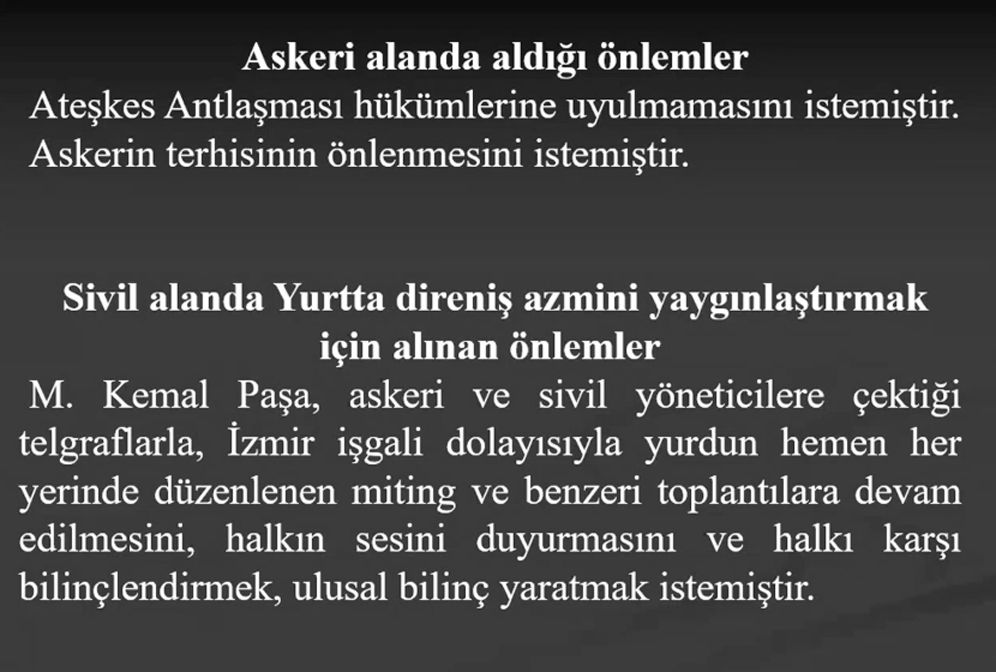 Askeri alanda aldığı önlemler
Ateşkes Antlaşması hükümlerine uyulmamasını istemiştir.
Askerin terhisinin önlenmesini istemiştir.
Sivil alanda Yurtta direniş azmini yaygınlaştırmak
için alınan önlemler
M. Kemal Paşa, askeri ve sivil yöneticilere çektiği
telgraflarla, İzmir işgali dolayısıyla yurdun hemen her
yerinde düzenlenen miting ve benzeri toplantılara devam
edilmesini, halkın sesini duyurmasını ve halkı karşı
bilinçlendirmek, ulusal bilinç yaratmak istemiştir.